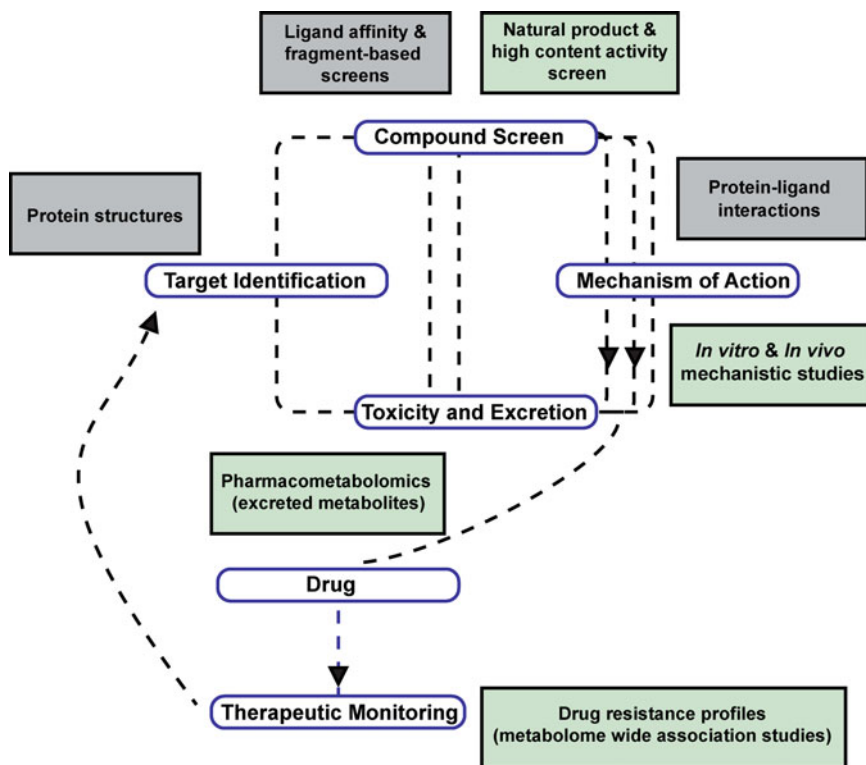 Ligand affinity &
fragment-based
screens
Natural product &
high content activity
screen
Compound Screen
Protein structures
Protein-ligand
interactions
Target Identification
Mechanism of Action
In vitro & In vivo
mechanistic studies
Toxicity and Excretion
Pharmacometabolomics
(excreted metabolites)
Drug
Therapeutic Monitoring
Drug resistance profiles
(metabolome wide association studies)